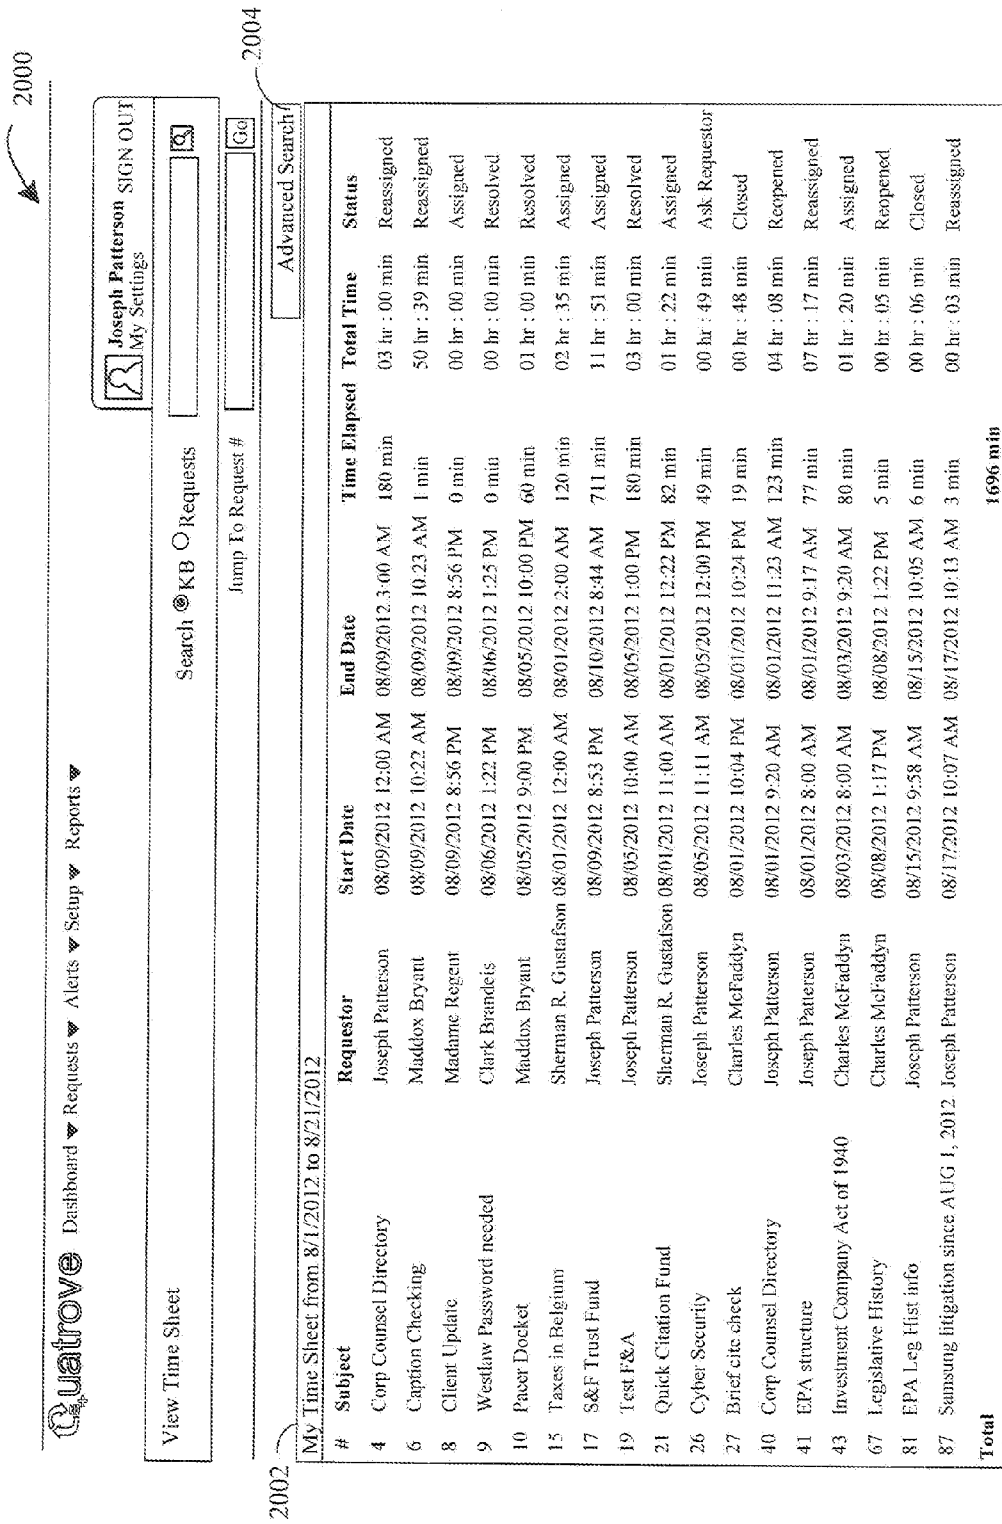 2000
Quatrove Dashboard Requests Alerts Setup Reports
Joseph Patterson
My Settings SIGN OUT
View Time Sheet
Search KB Requests
Jump To Request # Go
2002
2004
Advanced Search
My Time Sheet from 8/1/2012 to 8/21/2012
# Subject Requestor Start Date End Date Time Elapsed Total Time Status
4 Corp Counsel Directory Joseph Patterson 08/09/2012 12:00 AM 08/09/2012 3:00 AM 180 min 03 hr : 00 min Reassigned
6 Caption Checking Maddox Bryant 08/09/2012 10:22 AM 08/09/2012 10:23 AM 1 min 50 hr : 39 min Reassigned
8 Client Update Madame Regent 08/09/2012 8:56 PM 08/09/2012 8:56 PM 0 min 00 hr : 00 min Assigned
9 Westlaw Password needed Clark Brandeis 08/06/2012 1:22 PM 08/06/2012 1:25 PM 0 min 00 hr : 00 min Resolved
10 Pacer Docket Maddox Bryant 08/05/2012 9:00 PM 08/05/2012 10:00 PM 60 min 01 hr : 00 min Resolved
15 Taxes in Belgium Sherman R. Gustafson 08/01/2012 12:00 AM 08/01/2012 2:00 AM 120 min 02 hr : 35 min Assigned
17 S&F Trust Fund Joseph Patterson 08/09/2012 8:53 PM 08/10/2012 8:44 AM 711 min 11 hr : 51 min Assigned
19 Test F&A Joseph Patterson 08/05/2012 10:00 AM 08/05/2012 1:00 PM 180 min 03 hr : 00 min Resolved
21 Quick Citation Fund Sherman R. Gustafson 08/01/2012 11:00 AM 08/01/2012 12:22 PM 82 min 01 hr : 22 min Assigned
26 Cyber Security Joseph Patterson 08/05/2012 11:11 AM 08/05/2012 12:00 PM 49 min 00 hr : 49 min Ask Requestor
27 Brief cite check Charles McFaddyn 08/01/2012 10:04 PM 08/01/2012 10:24 PM 19 min 00 hr : 48 min Closed
40 Corp Counsel Directory Joseph Patterson 08/01/2012 9:20 AM 08/01/2012 11:23 AM 123 min 04 hr : 08 min Reopened
41 EPA structure Joseph Patterson 08/01/2012 8:00 AM 08/01/2012 9:17 AM 77 min 07 hr : 17 min Reassigned
43 Investment Company Act of 1940 Charles McFaddyn 08/03/2012 8:00 AM 08/03/2012 9:20 AM 80 min 01 hr : 20 min Assigned
67 Legislative History Charles McFaddyn 08/08/2012 1:17 PM 08/08/2012 1:22 PM 5 min 00 hr : 05 min Reopened
81 EPA Leg Hist info Joseph Patterson 08/15/2012 9:58 AM 08/15/2012 10:05 AM 6 min 00 hr : 06 min Closed
87 Samsung litigation since AUG 1, 2012 Joseph Patterson 08/17/2012 10:07 AM 08/17/2012 10:13 AM 3 min 00 hr : 03 min Reassigned
Total 1696 min